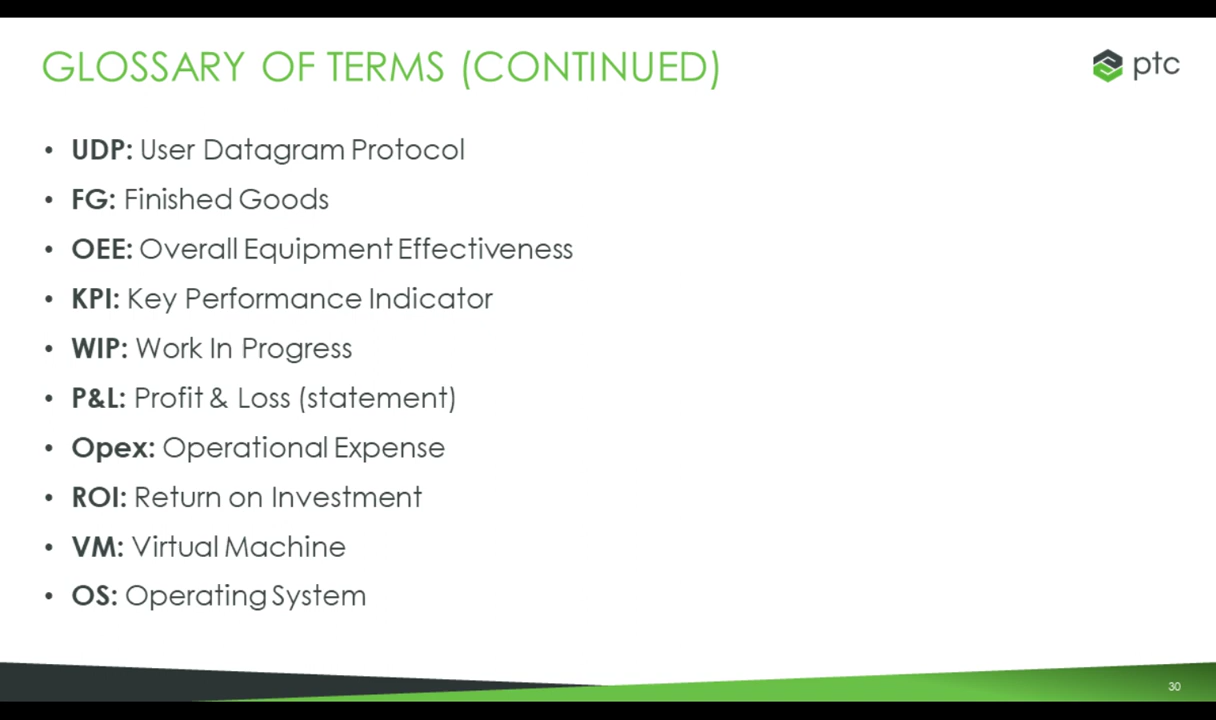 GLOSSARY OF TERMS (CONTINUED)
ptc
• UDP: User Datagram Protocol
• FG: Finished Goods
• OEE: Overall Equipment Effectiveness
• KPI: Key Performance Indicator
• WIP: Work In Progress
• P&L: Profit & Loss (statement)
• Opex: Operational Expense
• ROI: Return on Investment
• VM: Virtual Machine
• OS: Operating System
30